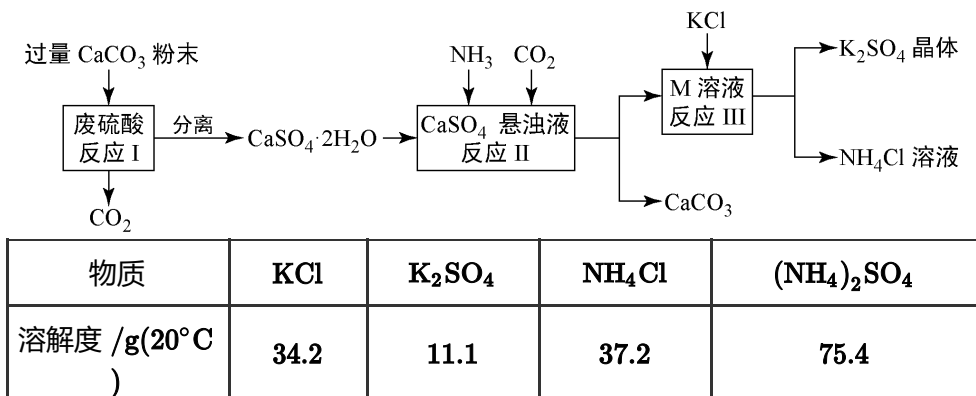 KCl
过量 CaCO₃ 粉末
NH₃ CO₂
K₂SO₄ 晶体
废硫酸
反应 I
分离
CaSO₄·2H₂O
CaSO₄ 悬浊液
反应 II
M 溶液
反应 III
NH₄Cl 溶液
CO₂
CaCO₃
物质 KCl K₂SO₄ NH₄Cl (NH₄)₂SO₄
溶解度 /g(20°C 34.2 11.1 37.2 75.4
)